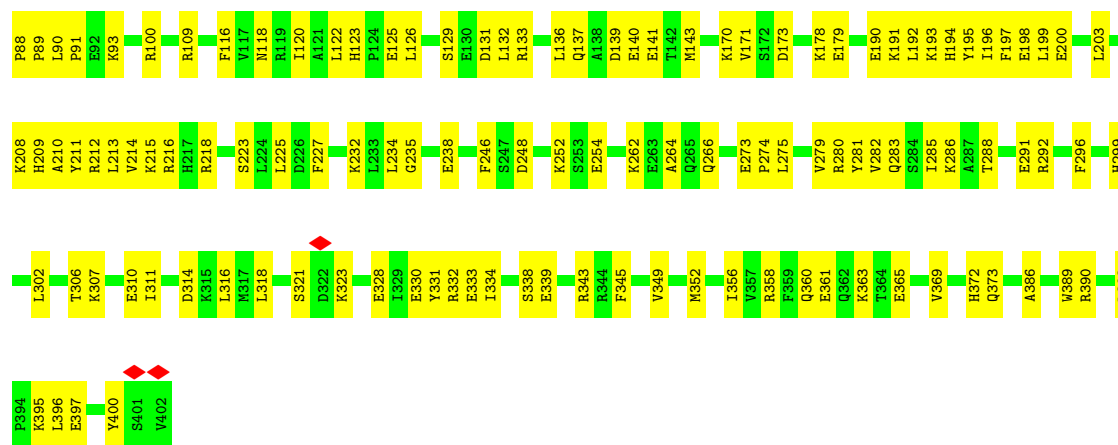 P88 P89 L90 P91 E92 K93 R100 R109 F116 V117 N118 R119 I120 A121 L122 H123 P124 E125 L126 S129 E130 D131 L132 R133 L136 Q137 A138 D139 E140 E141 T142 M143 K170 V171 S172 D173 K178 E179 E190 K191 L192 K193 H194 Y195 I196 F197 E198 L199 E200 L203
K208 H209 A210 Y211 R212 L213 V214 K215 R216 H217 R218 S223 L224 L225 D226 F227 K232 L233 L234 G235 E238 F246 S247 D248 K252 S253 E254 K262 E263 A264 Q265 Q266 E273 P274 L275 V279 R280 Y281 V282 Q283 S284 I285 K286 A287 T288 E291 R292 F296 H299
L302 T306 K307 E310 I311 D314 K315 L316 M317 L318 S321 D322 K323 E328 I329 E330 Y331 R332 E333 I334 S338 E339 R343 R344 F345 V349 M352 I356 V357 R358 F359 Q360 E361 Q362 K363 T364 E365 V369 H372 Q373 A386 W389 R390
P394 K395 L396 E397 Y400 S401 V402